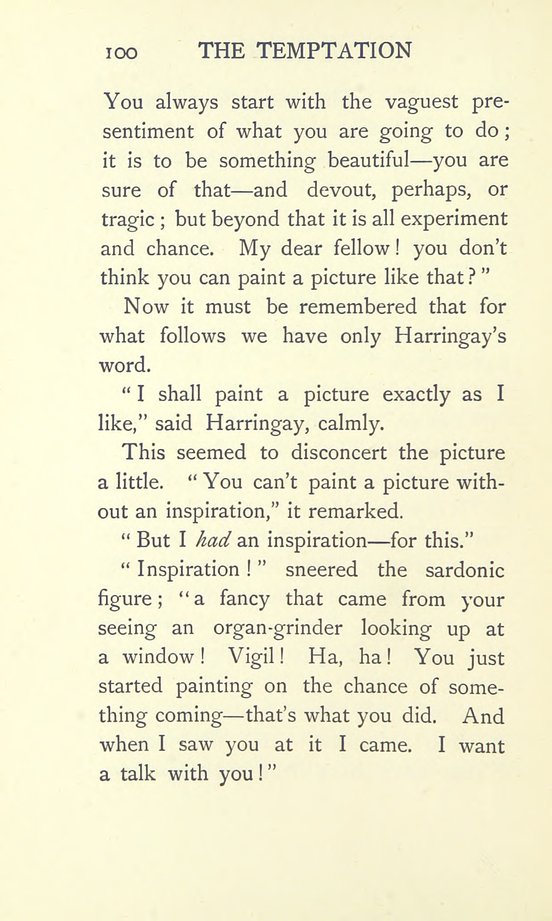 100 THE TEMPTATION
You always start with the vaguest pre-
sentiment of what you are going to do ;
it is to be something beautiful—you are
sure of that—and devout, perhaps, or
tragic ; but beyond that it is all experiment
and chance. My dear fellow ! you don't
think you can paint a picture like that ? "
Now it must be remembered that for
what follows we have only Harringay's
word.
" I shall paint a picture exactly as I
like," said Harringay, calmly.
This seemed to disconcert the picture
a little. " You can't paint a picture with-
out an inspiration," it remarked.
" But I had an inspiration—for this."
" Inspiration ! " sneered the sardonic
figure ; "a fancy that came from your
seeing an organ-grinder looking up at
a window ! Vigil ! Ha, ha ! You just
started painting on the chance of some-
thing coming—that's what you did. And
when I saw you at it I came. I want
a talk with you ! "